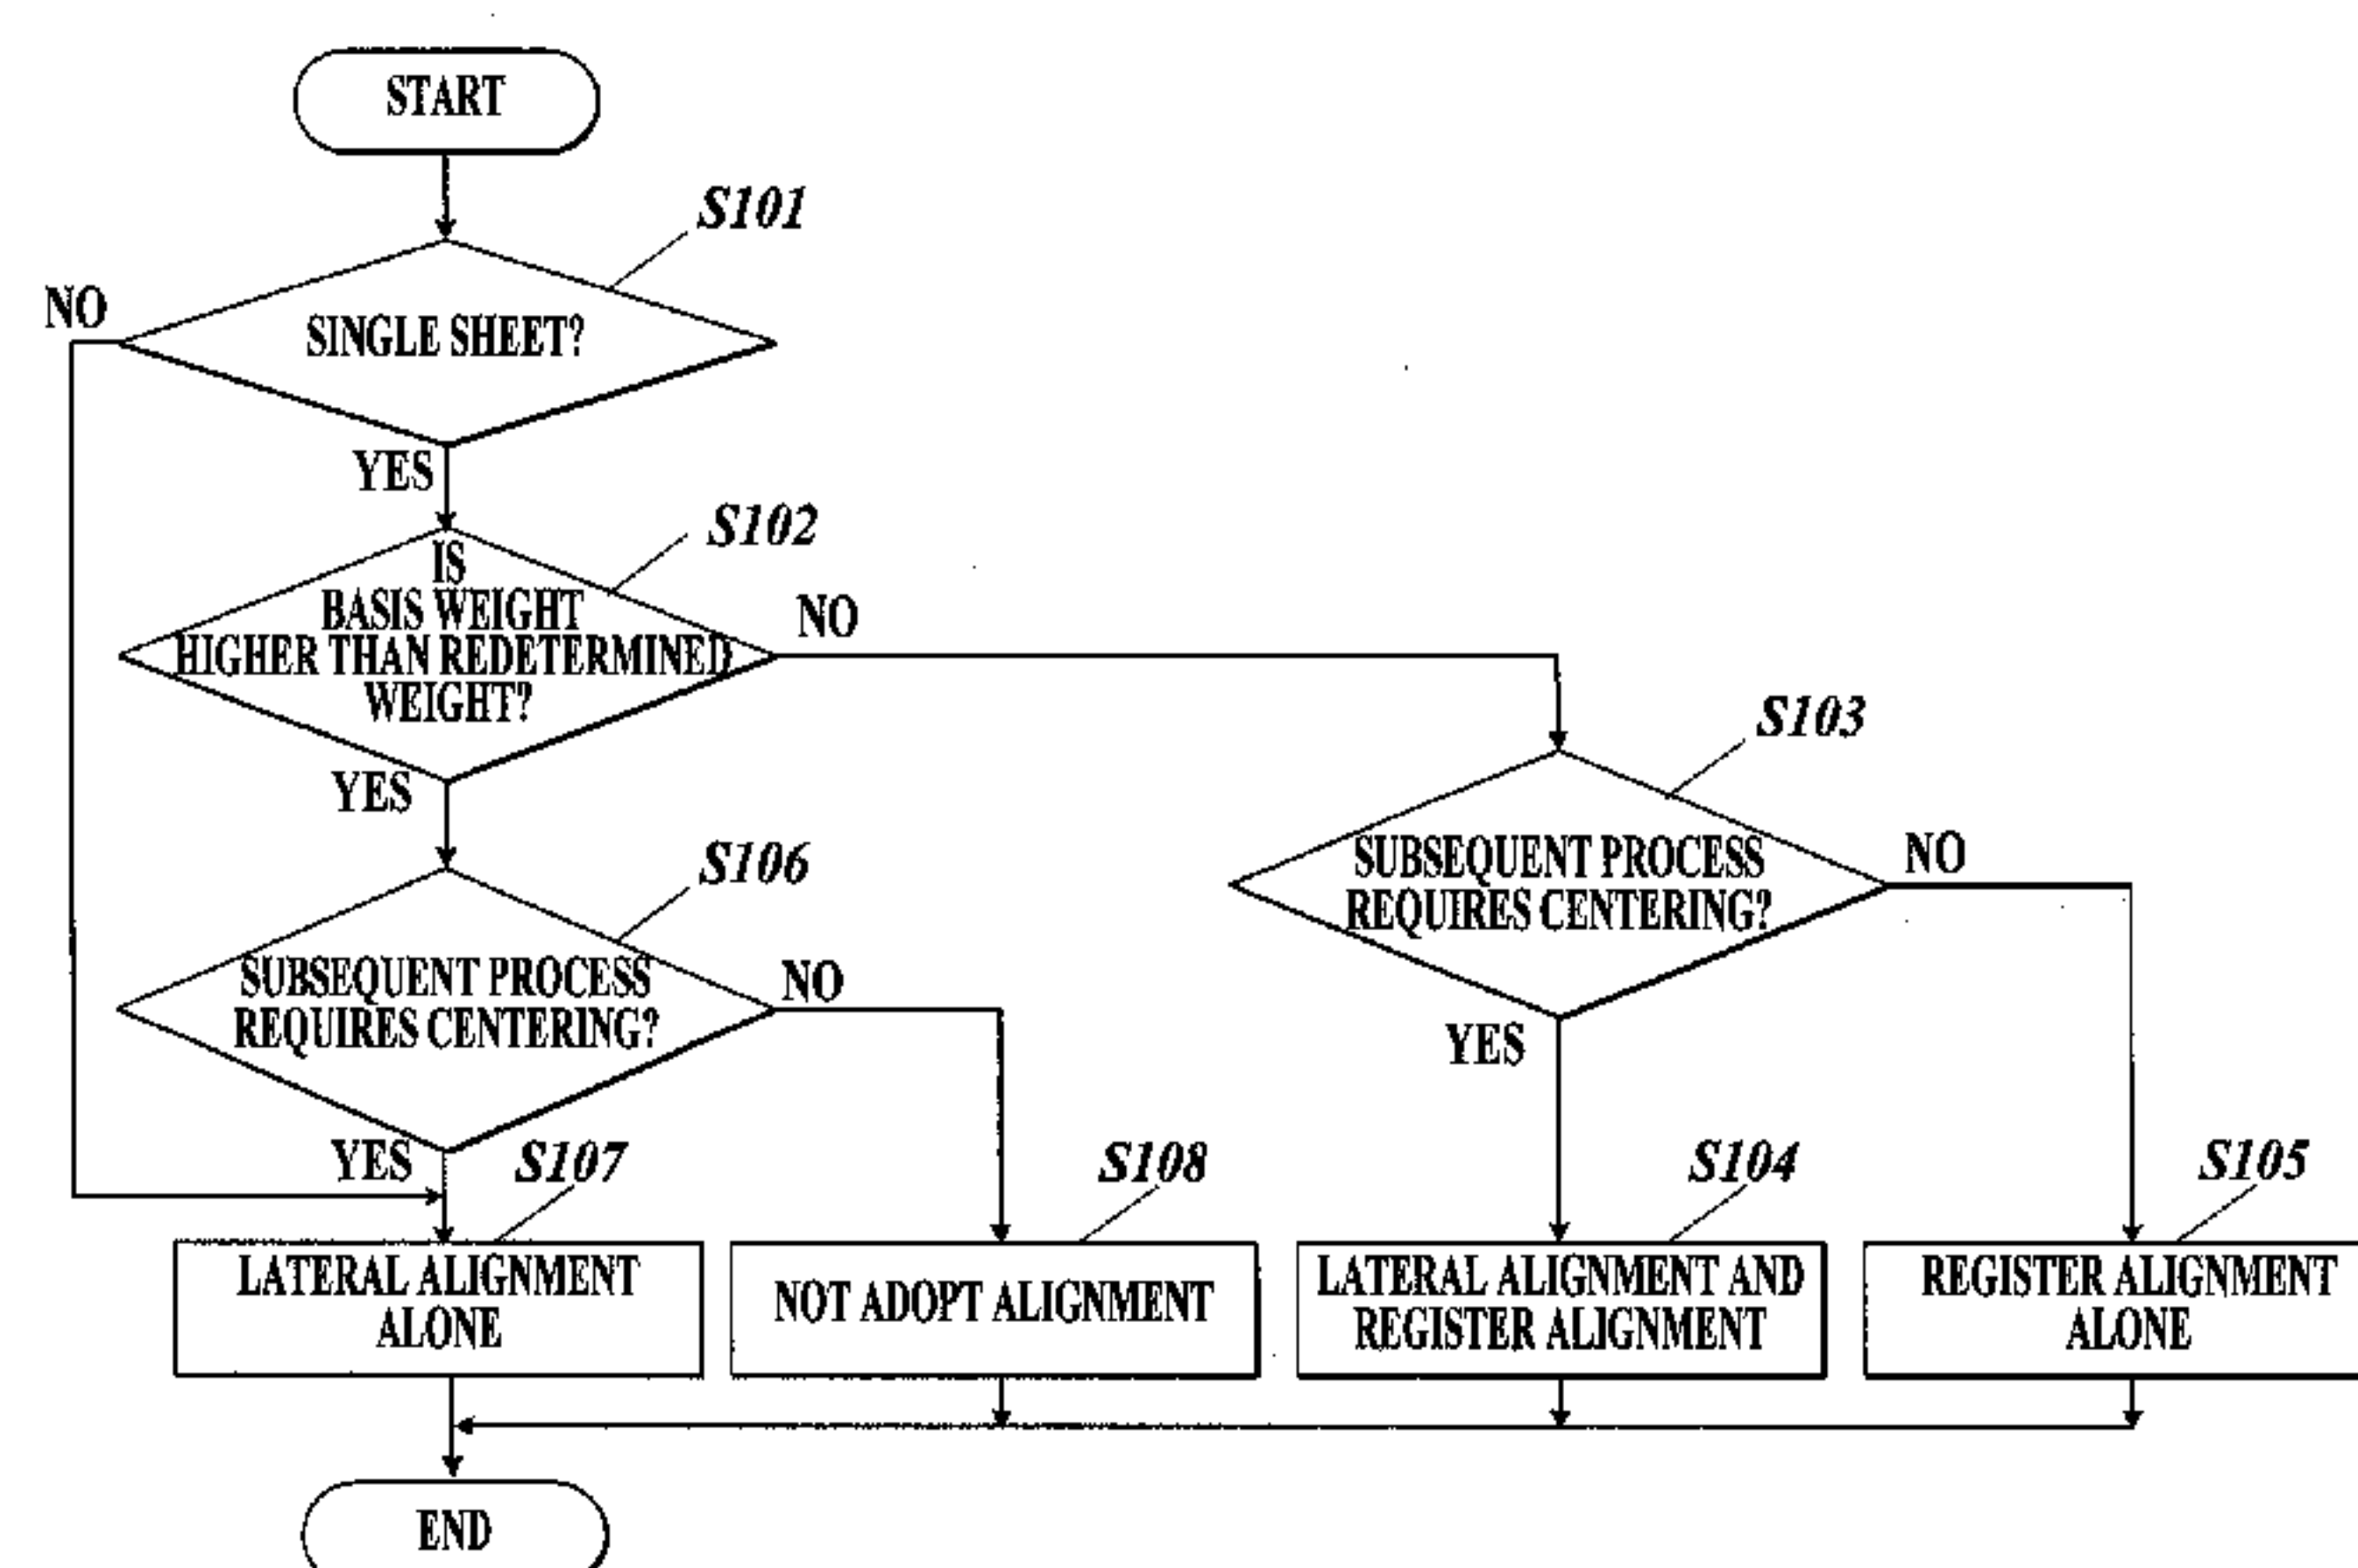 START
S101
NO
SINGLE SHEET?
YES
S102
IS
BASIS WEIGHT
HIGHER THAN REDETERMINED
WEIGHT?
NO
YES
S103
SUBSEQUENT PROCESS
REQUIRES CENTERING?
NO
YES
S106
SUBSEQUENT PROCESS
REQUIRES CENTERING?
NO
YES
S107
S108
S104
S105
LATERAL ALIGNMENT
ALONE
NOT ADOPT ALIGNMENT
LATERAL ALIGNMENT AND
REGISTER ALIGNMENT
REGISTER ALIGNMENT
ALONE
END